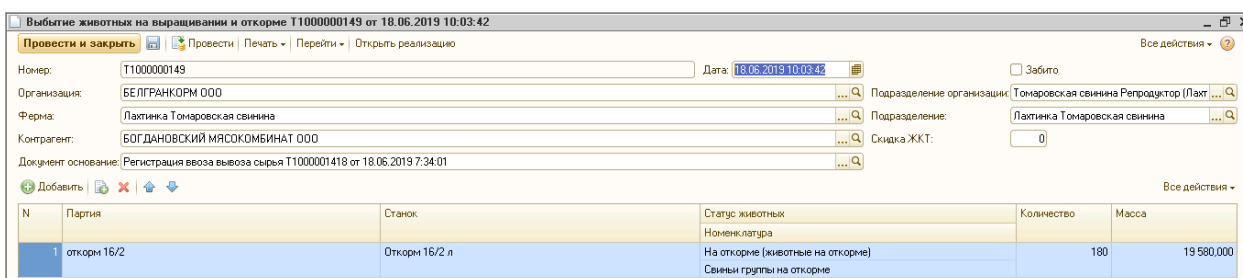 Выбытие животных на выращивании и откорме Т1000000149 от 18.06.2019 10:03:42
Провести и закрыть Провести Печать Перейти Открыть реализацию Все действия
Номер: Т1000000149 Дата: 18.06.2019 10:03:42 Забито
Организация: БЕЛГРАНКОРМ ООО Подразделение организации: Томаровская свинина Репродуктор (Лахт
Ферма: Лахтинка Томаровская свинина Подразделение: Лахтинка Томаровская свинина
Контрагент: БОГДАНОВСКИЙ МЯСОКОМБИНАТ ООО Скидка ЖКТ: 0
Документ основание: Регистрация ввоза вывоза сырья Т1000001418 от 18.06.2019 7:34:01
Добавить Все действия
N Партия Станок Статус животных Количество Масса
Номенклатура
1 откорм 16/2 Откорм 16/2 л На откорме (животные на откорме) 180 19 580,000
Свиньи группы на откорме